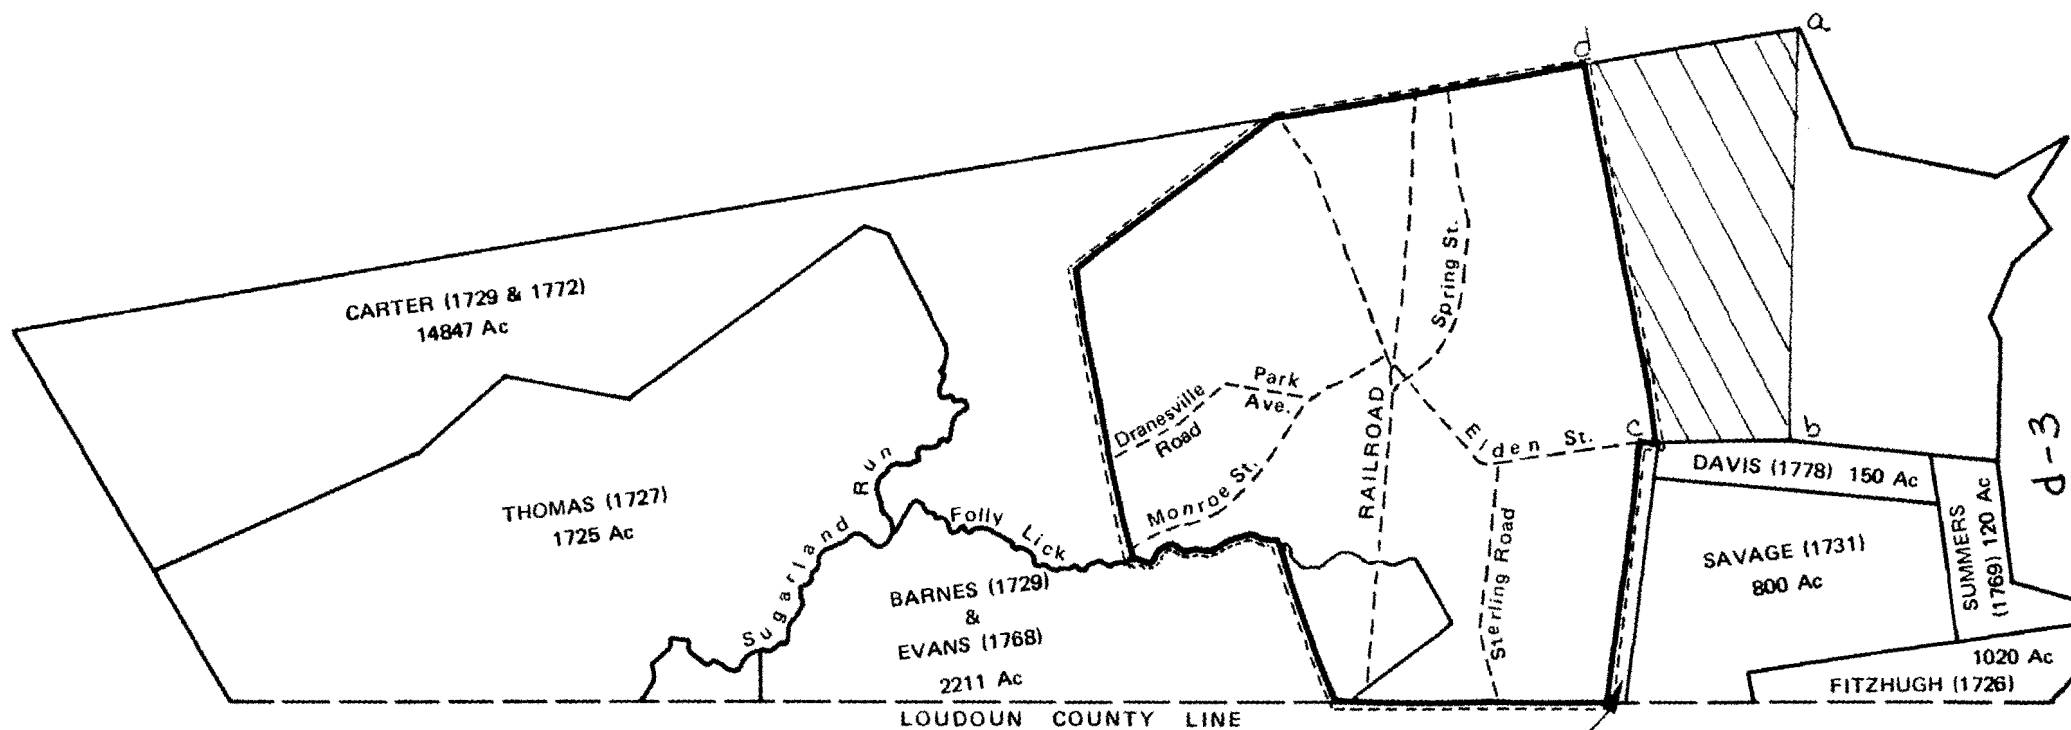 a
d
CARTER (1729 & 1772)
14847 Ac
Spring St.
Park
Ave.
Dranesville
Road
RAILROAD
Elden St.
c
b
d-3
DAVIS (1778) 150 Ac
Run
THOMAS (1727)
1725 Ac
Monroe St.
Folly Lick
Sugarland
Sterling Road
SAVAGE (1731)
800 Ac
SUMMERS
(1769) 120 Ac
BARNES (1729)
&
EVANS (1768)
2211 Ac
1020 Ac
FITZHUGH (1726)
LOUDOUN COUNTY LINE